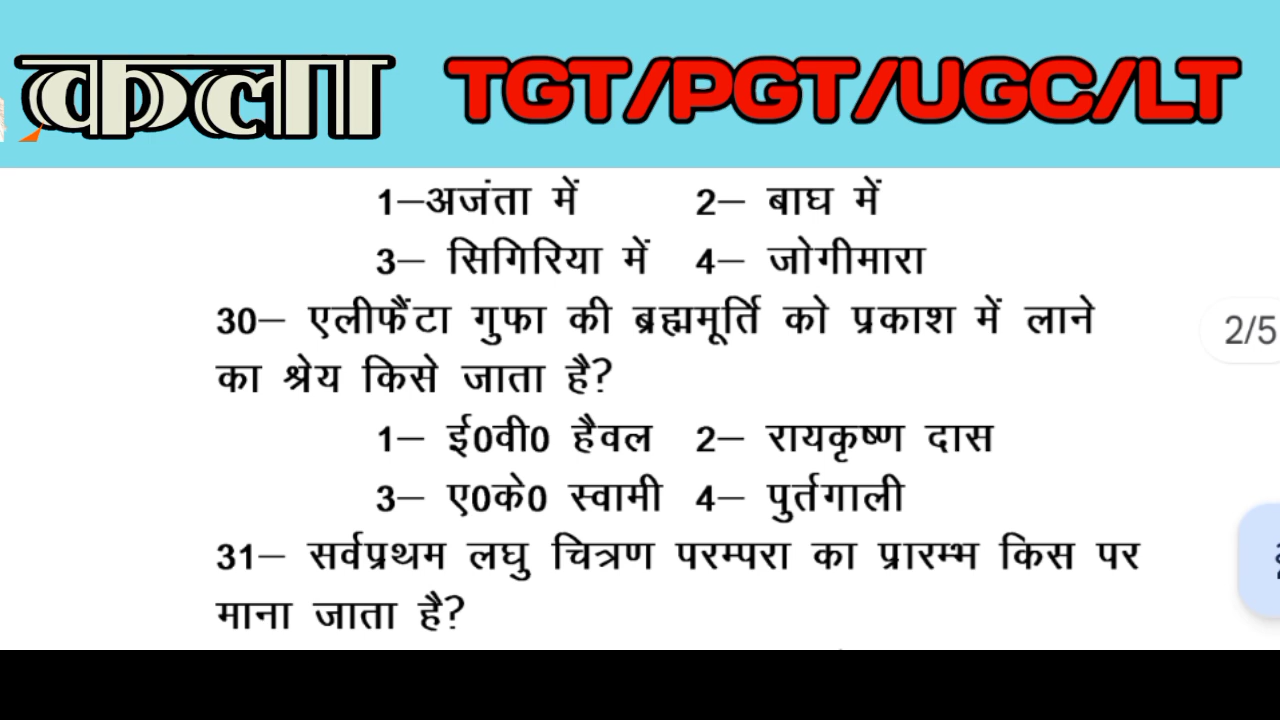 कला TGT/PGT/UGC/LT
1–अजंता में 2– बाघ में
3– सिगिरिया में 4– जोगीमारा
30– एलीफैंटा गुफा की ब्रह्ममूर्ति को प्रकाश में लाने
का श्रेय किसे जाता है?
1– ई0वी0 हैवल 2– रायकृष्ण दास
3– ए0के0 स्वामी 4– पुर्तगाली
2/5
31– सर्वप्रथम लघु चित्रण परम्परा का प्रारम्भ किस पर
माना जाता है?